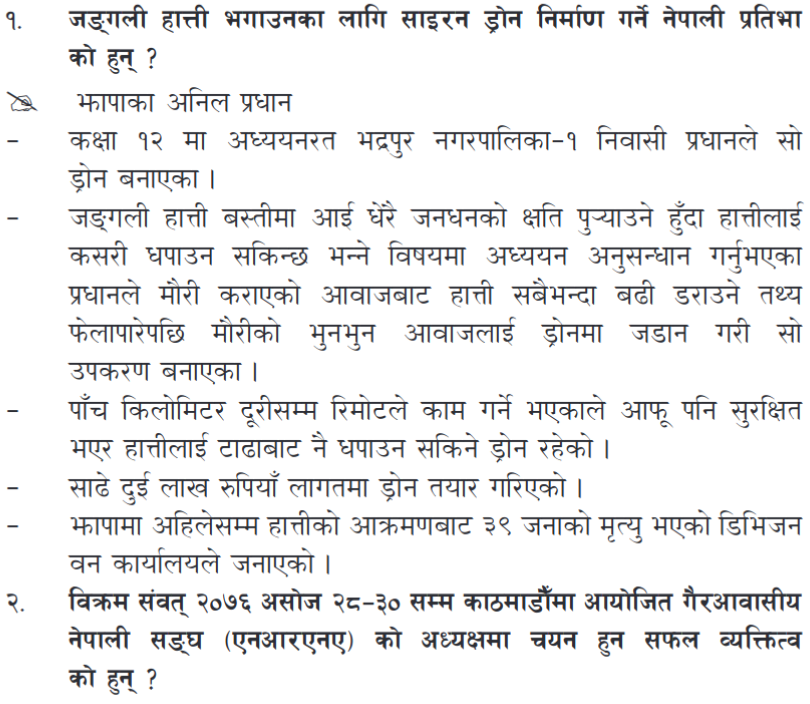 १. जङ्गली हात्ती भगाउनका लागि साइरन ड्रोन निर्माण गर्ने नेपाली प्रतिभा
को हुन् ?
झापाका अनिल प्रधान
- कक्षा १२ मा अध्ययनरत भद्रपुर नगरपालिका-१ निवासी प्रधानले सो
ड्रोन बनाएका ।
- जङ्गली हात्ती बस्तीमा आई धेरै जनधनको क्षति पुऱ्याउने हुँदा हात्तीलाई
कसरी धपाउन सकिन्छ भन्ने विषयमा अध्ययन अनुसन्धान गर्नुभएका
प्रधानले मौरी कराएको आवाजबाट हात्ती सबैभन्दा बढी डराउने तथ्य
फेलापारेपछि मौरीको भुनभुन आवाजलाई ड्रोनमा जडान गरी सो
उपकरण बनाएका ।
- पाँच किलोमिटर दूरीसम्म रिमोटले काम गर्ने भएकाले आफू पनि सुरक्षित
भएर हात्तीलाई टाढाबाट नै धपाउन सकिने ड्रोन रहेको ।
- साढे दुई लाख रुपियाँ लागतमा ड्रोन तयार गरिएको ।
- झापामा अहिलेसम्म हात्तीको आक्रमणबाट ३९ जनाको मृत्यु भएको डिभिजन
वन कार्यालयले जनाएको ।
२. विक्रम संवत् २०७६ असोज २८-३० सम्म काठमाडौँमा आयोजित गैरआवासीय
नेपाली सङ्घ (एनआरएनए) को अध्यक्षमा चयन हुन सफल व्यक्तित्व
को हुन् ?